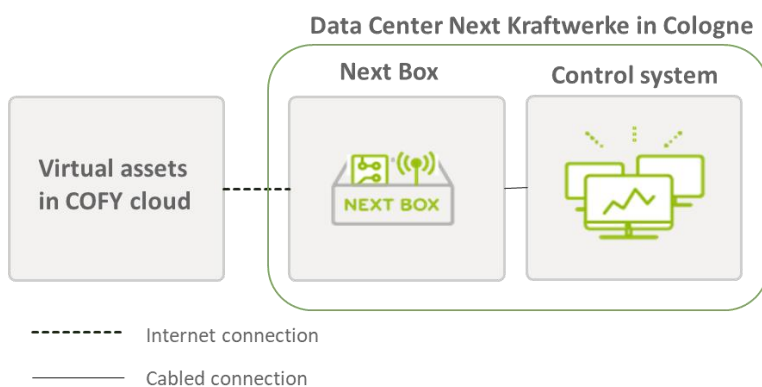 Data Center Next Kraftwerke in Cologne
Next Box
Control system
Virtual assets
in COFY cloud
NEXT BOX
Internet connection
Cabled connection